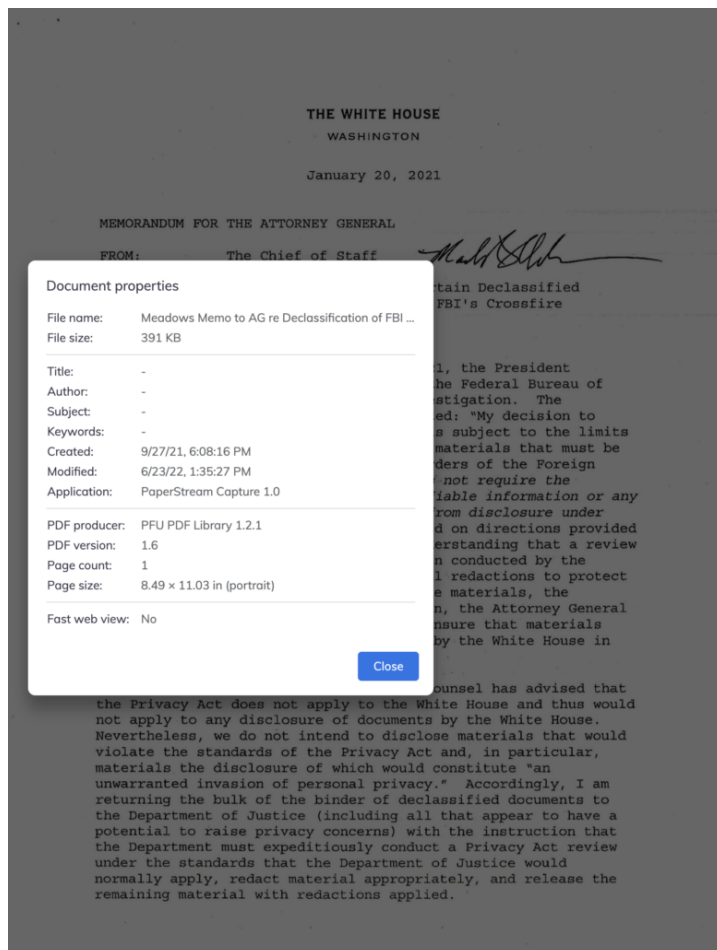 THE WHITE HOUSE
WASHINGTON
January 20, 2021
MEMORANDUM FOR THE ATTORNEY GENERAL
FROM: The Chief of Staff
Declassified
FBI's Crossfire
Document properties
File name: Meadows Memo to AG re Declassification of FBI ...
File size: 391 KB
Title: -
Author: -
Subject: -
Keywords: -
Created: 9/27/21, 6:08:16 PM
Modified: 6/23/22, 1:35:27 PM
Application: PaperStream Capture 1.0
PDF producer: PFU PDF Library 1.2.1
PDF version: 1.6
Page count: 1
Page size: 8.49 × 11.03 in (portrait)
Fast web view: No
Close
the President
Federal Bureau of
The
"My decision to
subject to the limits
materials that must be
of the Foreign
not require the
information or any
from disclosure under
on directions provided
that a review
conducted by the
redactions to protect
materials, the
the Attorney General
that materials
by the White House in
has advised that
the Privacy Act does not apply to the White House and thus would
not apply to any disclosure of documents by the White House.
Nevertheless, we do not intend to disclose materials that would
violate the standards of the Privacy Act and, in particular,
materials the disclosure of which would constitute "an
unwarranted invasion of personal privacy." Accordingly, I am
returning the bulk of the binder of declassified documents to
the Department of Justice (including all that appear to have a
potential to raise privacy concerns) with the instruction that
the Department must expeditiously conduct a Privacy Act review
under the standards that the Department of Justice would
normally apply, redact material appropriately, and release the
remaining material with redactions applied.